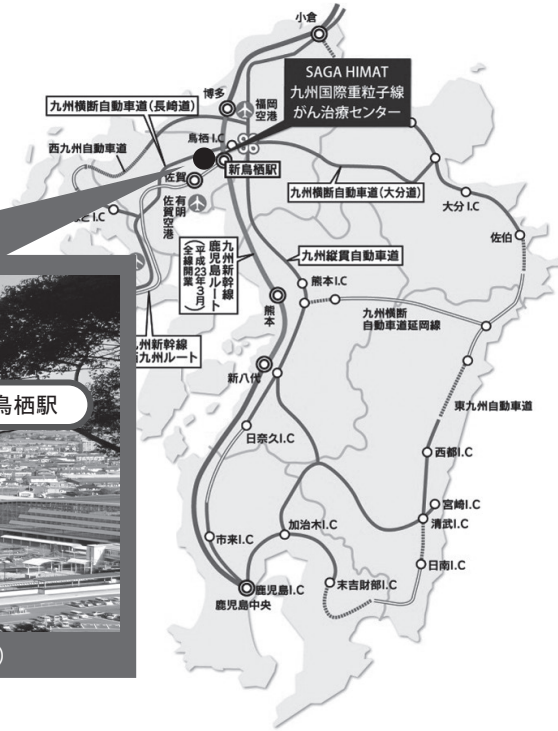 小倉
SAGA HIMAT
九州国際重粒子線
がん治療センター
博多
福岡
空港
九州横断自動車道(長崎道)
鳥栖I.C
西九州自動車道
新鳥栖駅
佐賀
有明
佐賀空港
九州横断自動車道(大分道)
大分I.C
佐伯
九州新幹線
鹿児島ルート
(平成23年3月)
全線開業
九州縦貫自動車道
熊本I.C
熊本
九州横断
自動車道延岡線
九州新幹線
九州ルート
新八代
鳥栖駅
東九州自動車道
日奈久I.C
西都I.C
宮崎I.C
清武I.C
市来I.C
加治木I.C
日南I.C
鹿児島I.C
末吉財部I.C
鹿児島中央
)